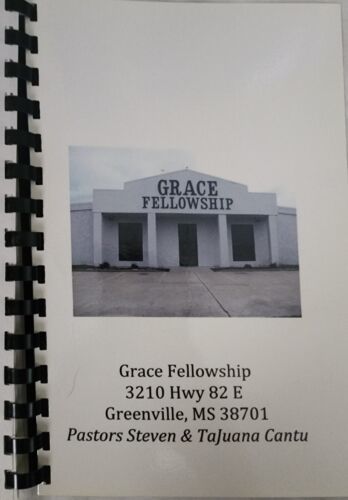 GRACE
FELLOWSHIP
Grace Fellowship
3210 Hwy 82 E
Greenville, MS 38701
Pastors Steven & TaJuana Cantu